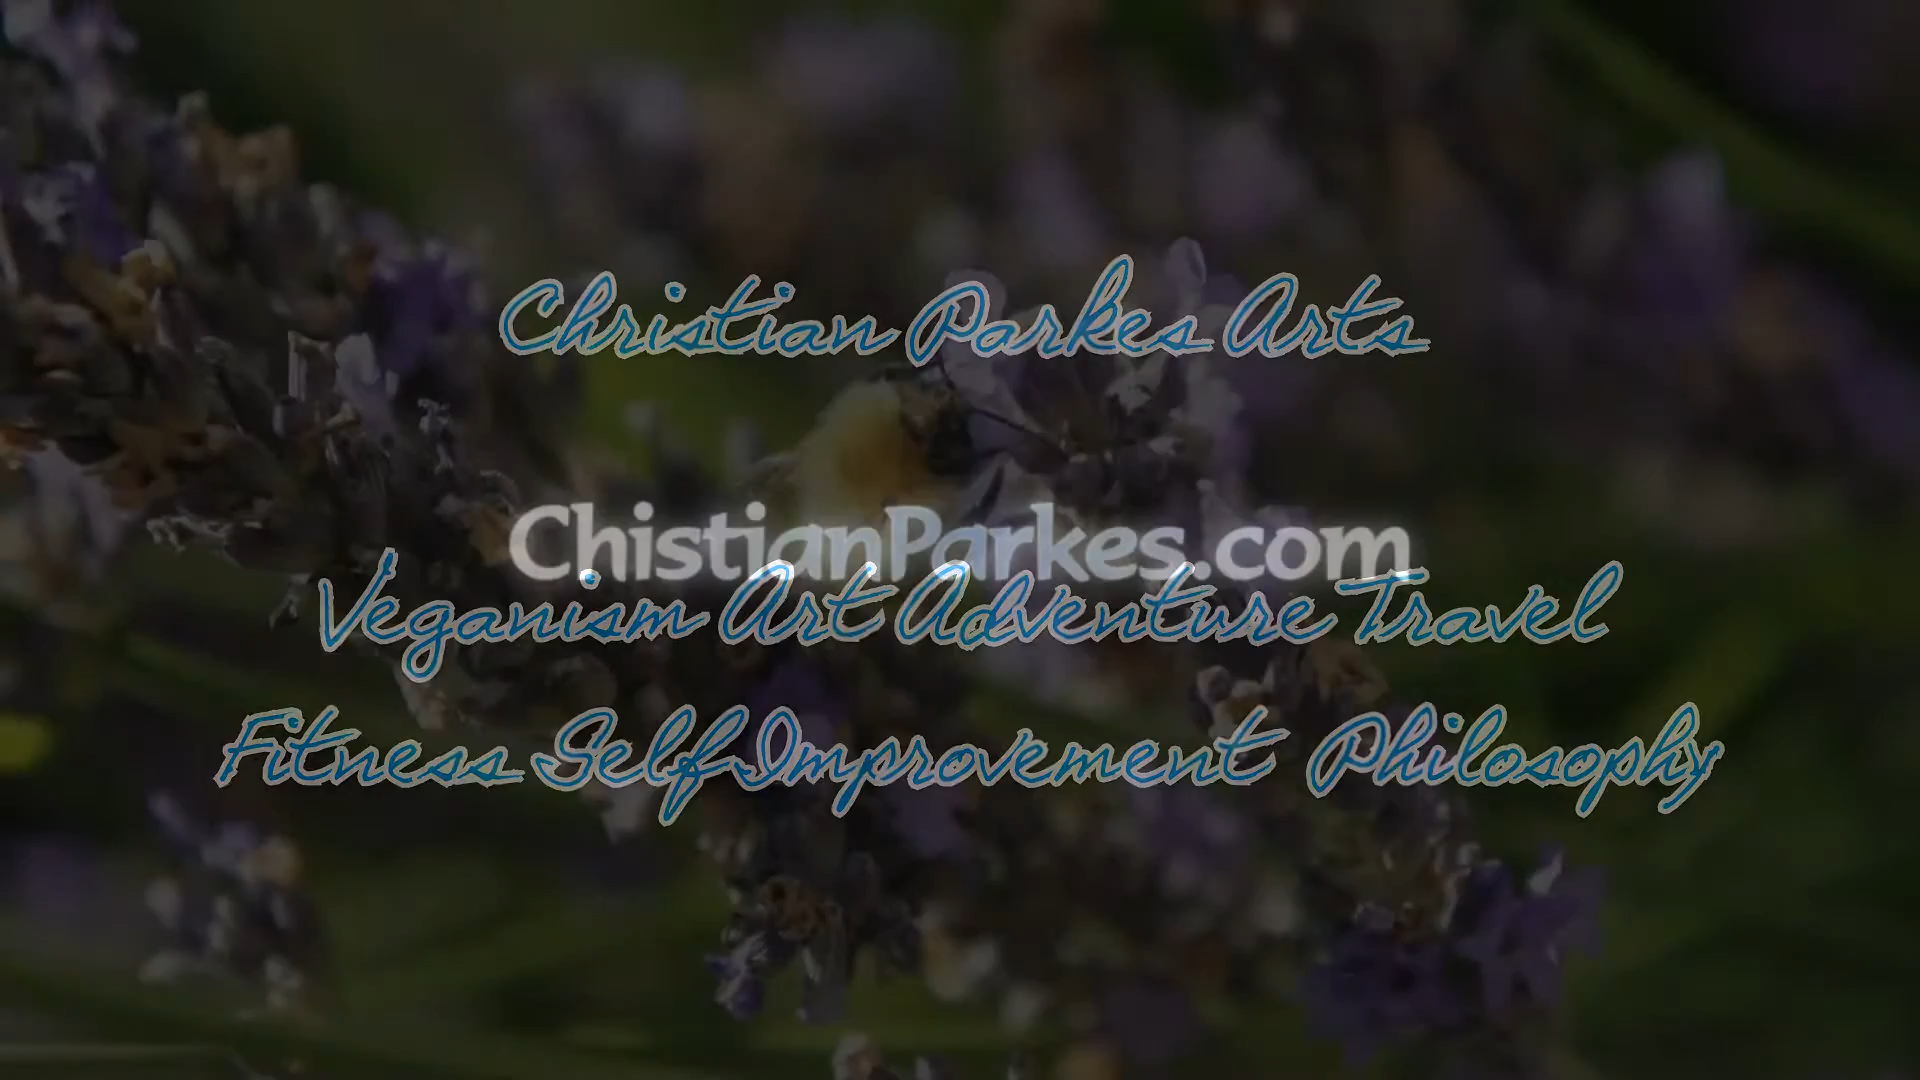 Christian Parkes Arts
ChistianParkes.com
Veganism Art Adventure Travel
Fitness Self Improvement Philosophy